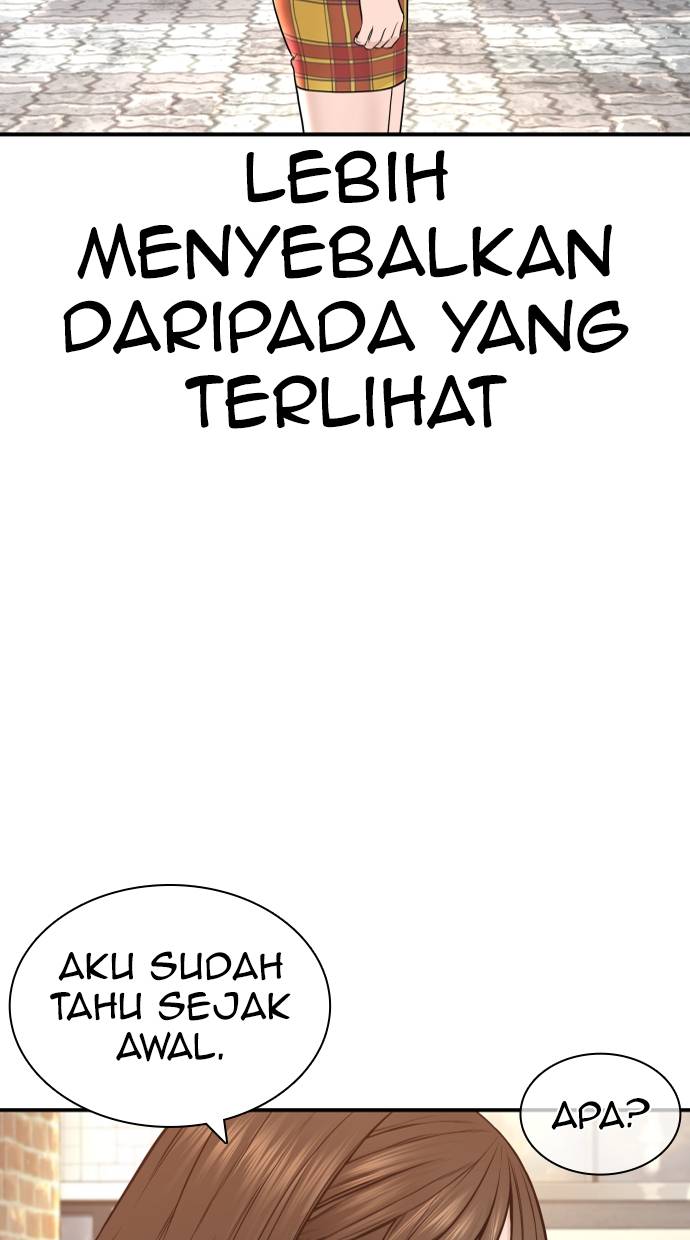 LEBIH
MENYEBALKAN
DARIPADA YANG
TERLIHAT
AKU SUDAH
TAHU SEJAK
AWAL.
APA?